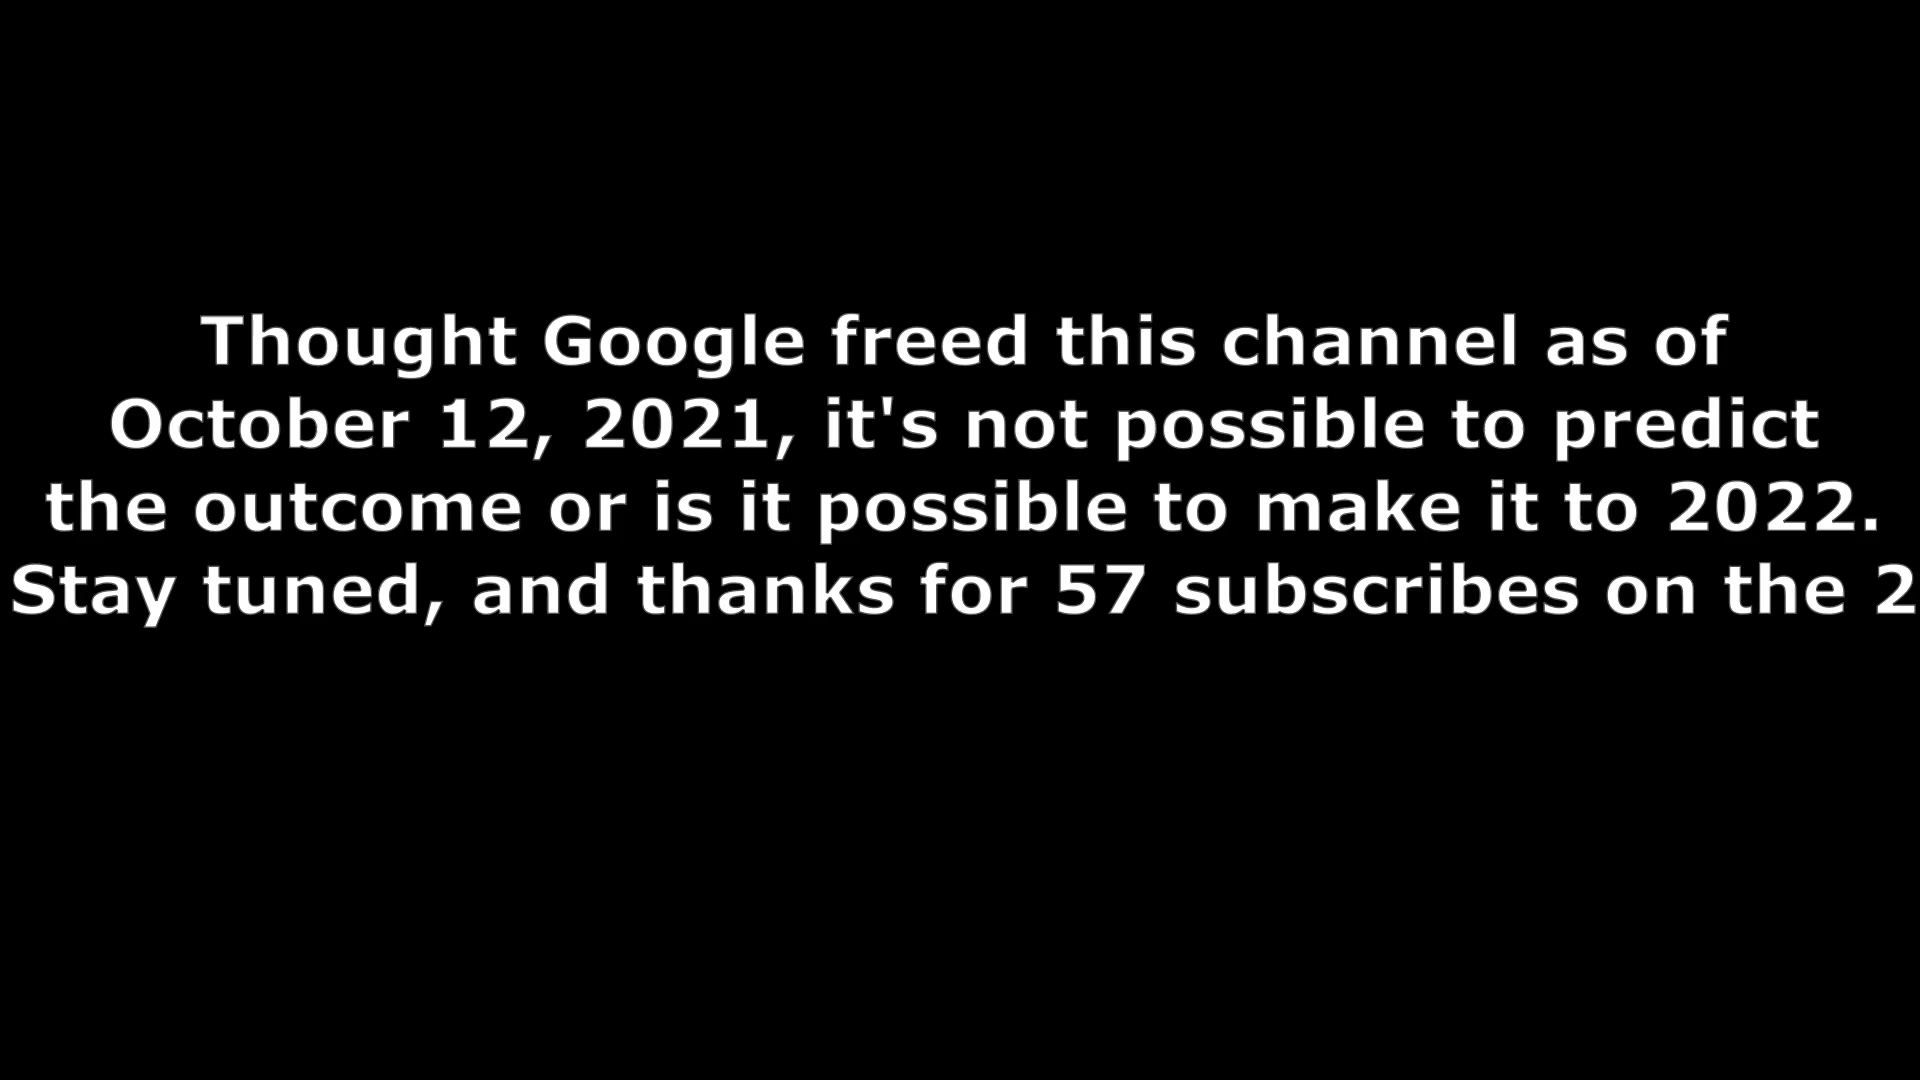 Thought Google freed this channel as of
October 12, 2021, it's not possible to predict
the outcome or is it possible to make it to 2022.
Stay tuned, and thanks for 57 subscribes on the 2